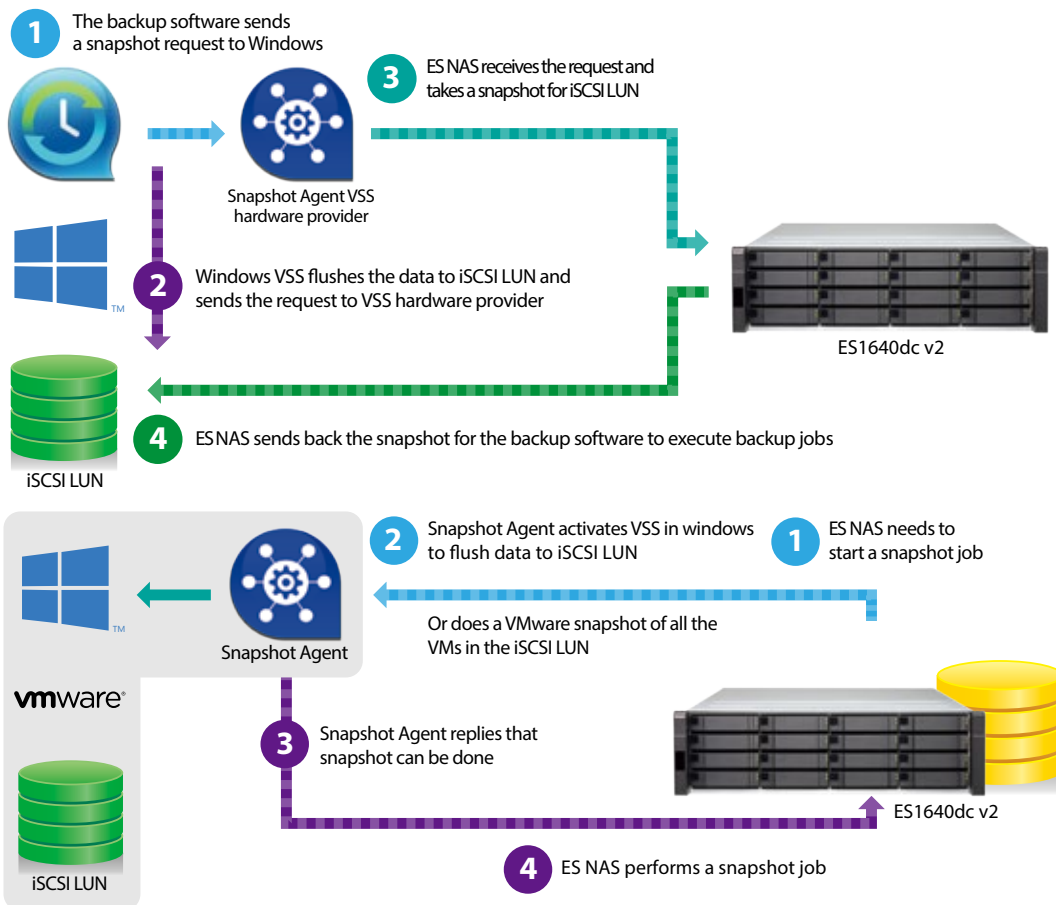 1
The backup software sends
a snapshot request to Windows
3
ES NAS receives the request and
takes a snapshot for iSCSI LUN
Snapshot Agent VSS
hardware provider
TM
2
Windows VSS flushes the data to iSCSI LUN and
sends the request to VSS hardware provider
ES1640dc v2
iSCSI LUN
4
ES NAS sends back the snapshot for the backup software to execute backup jobs
2
Snapshot Agent activates VSS in windows
to flush data to iSCSI LUN
1
ES NAS needs to
start a snapshot job
TM
Snapshot Agent
Or does a VMware snapshot of all the
VMs in the iSCSI LUN
vmware®
3
Snapshot Agent replies that
snapshot can be done
ES1640dc v2
iSCSI LUN
4
ES NAS performs a snapshot job